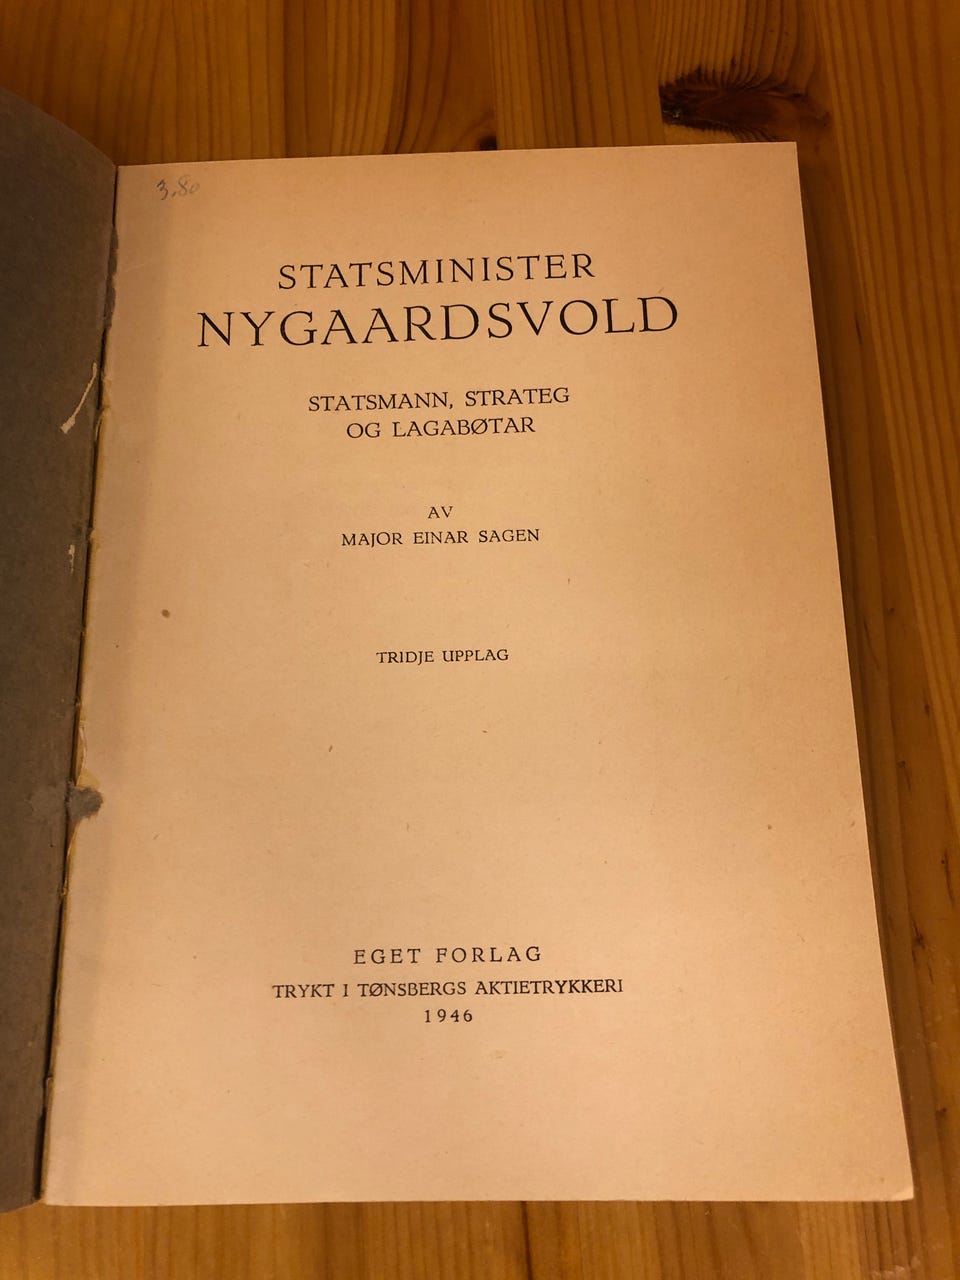 3.80
STATSMINISTER
NYGAARDSVOLD
STATSMANN, STRATEG
OG LAGABØTAR
AV
MAJOR EINAR SAGEN
TRIDJE UPPLAG
EGET FORLAG
TRYKT I TØNSBERGS AKTIETRYKKERI
1946